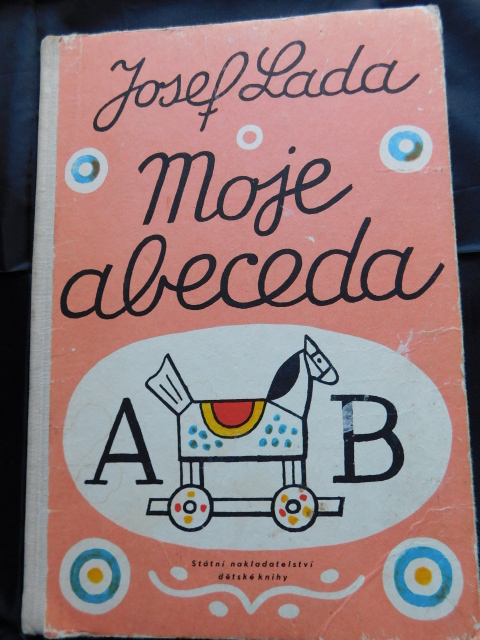 Josef Lada
Moje
abeceda
A B
Státní nakladatelství
dětské knihy